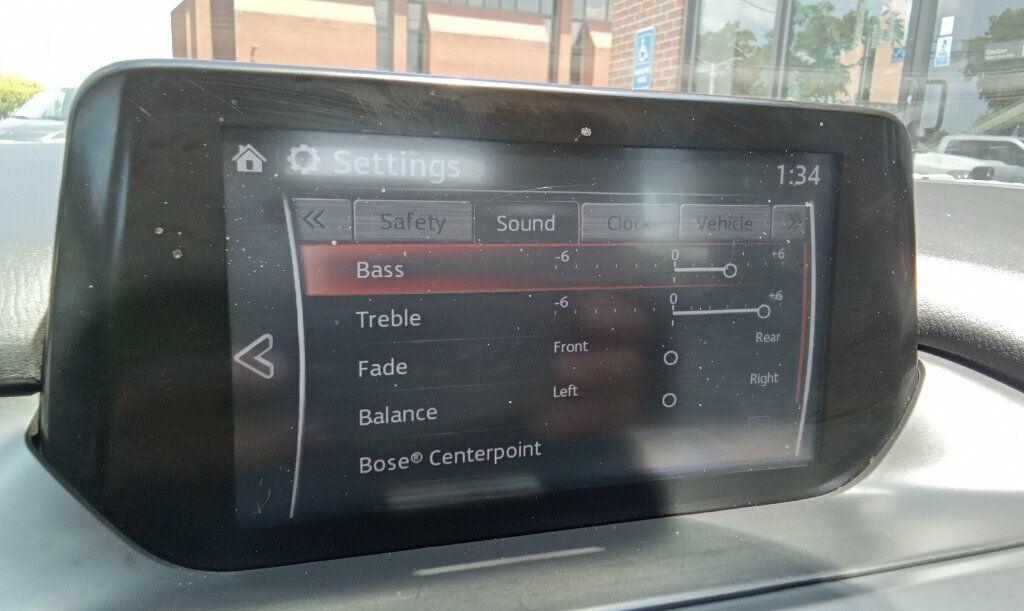 Settings
1:34
« Safety Sound Clock Vehicle »
Bass -6 0 +6
Treble -6 0 +6
Fade Front Rear
Balance Left Right
Bose® Centerpoint
Caution